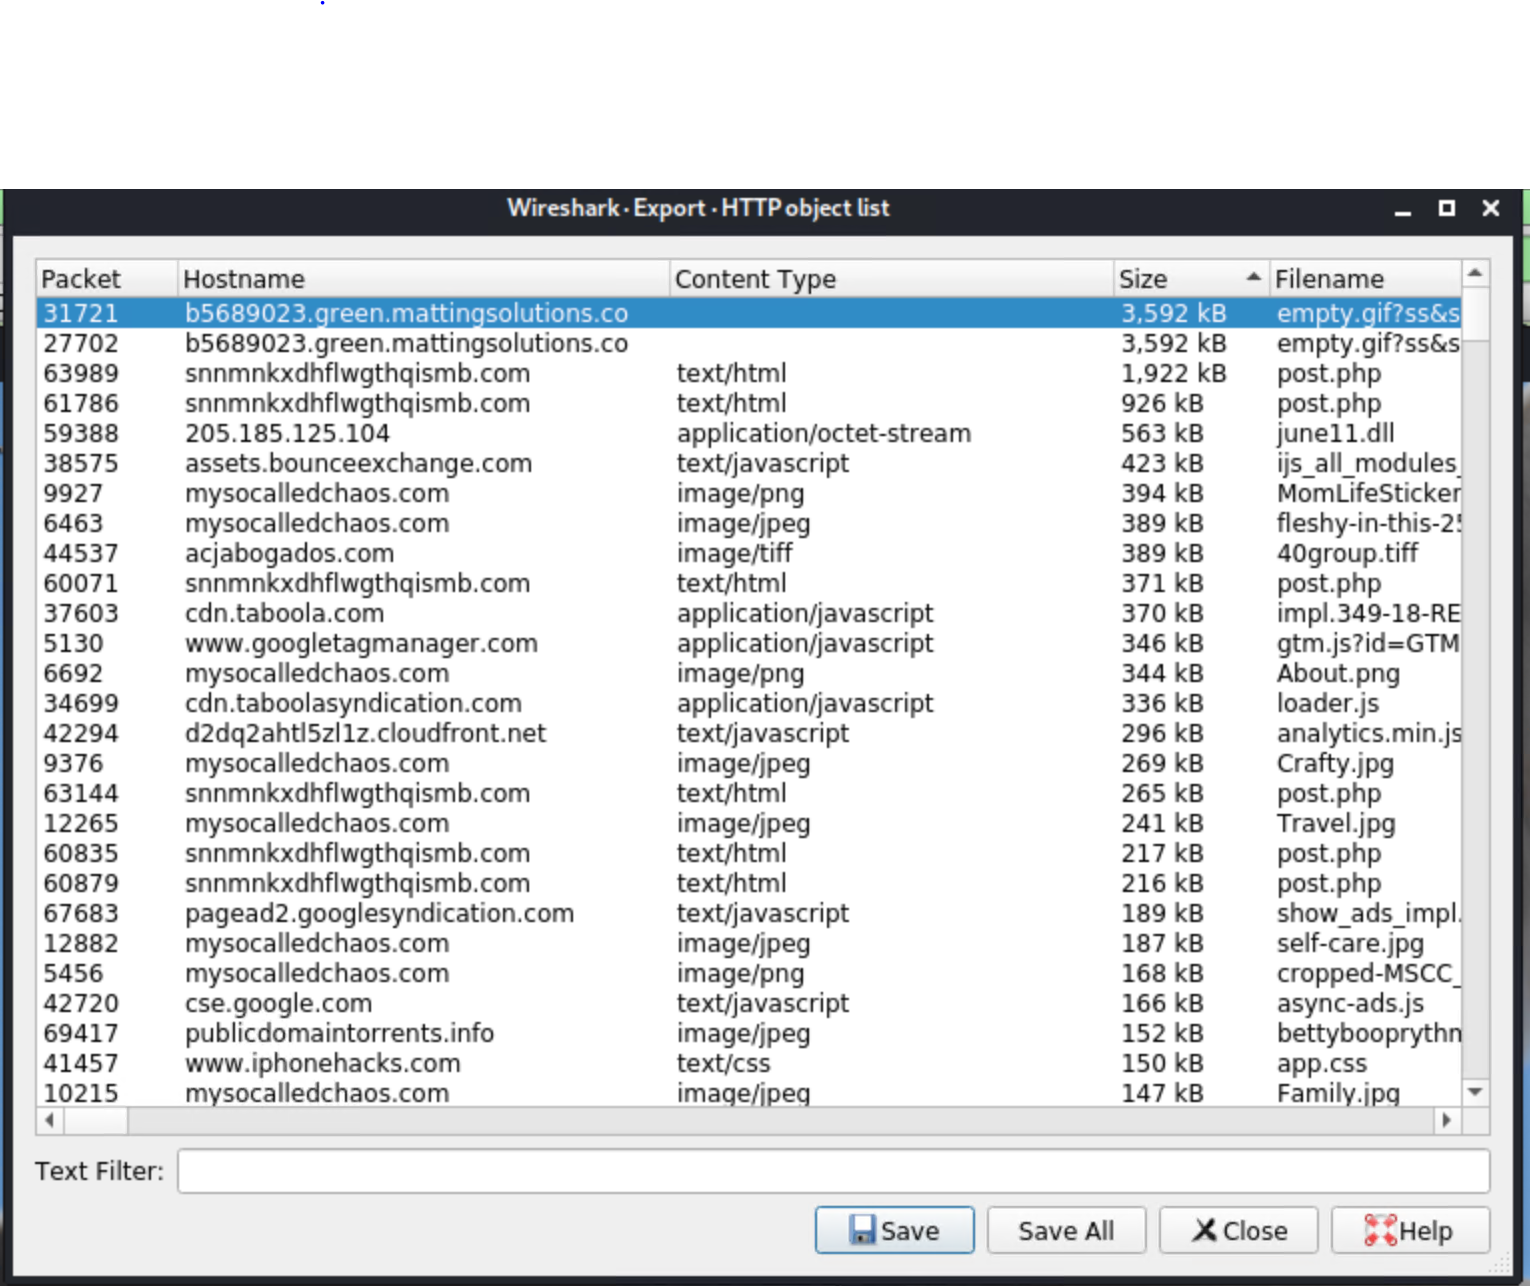 Wireshark · Export · HTTP object list
Packet Hostname Content Type Size Filename
31721 b5689023.green.mattingsolutions.co 3,592 kB empty.gif?ss&s
27702 b5689023.green.mattingsolutions.co 3,592 kB empty.gif?ss&s
63989 snnmnkxdhflwgthqismb.com text/html 1,922 kB post.php
61786 snnmnkxdhflwgthqismb.com text/html 926 kB post.php
59388 205.185.125.104 application/octet-stream 563 kB june11.dll
38575 assets.bounceexchange.com text/javascript 423 kB ijs_all_modules_
9927 mysocalledchaos.com image/png 394 kB MomLifeSticker
6463 mysocalledchaos.com image/jpeg 389 kB fleshy-in-this-25
44537 acjabogados.com image/tiff 389 kB 40group.tiff
60071 snnmnkxdhflwgthqismb.com text/html 371 kB post.php
37603 cdn.taboola.com application/javascript 370 kB impl.349-18-RE
5130 www.googletagmanager.com application/javascript 346 kB gtm.js?id=GTM
6692 mysocalledchaos.com image/png 344 kB About.png
34699 cdn.taboolasyndication.com application/javascript 336 kB loader.js
42294 d2dq2ahtl5zl1z.cloudfront.net text/javascript 296 kB analytics.min.js
9376 mysocalledchaos.com image/jpeg 269 kB Crafty.jpg
63144 snnmnkxdhflwgthqismb.com text/html 265 kB post.php
12265 mysocalledchaos.com image/jpeg 241 kB Travel.jpg
60835 snnmnkxdhflwgthqismb.com text/html 217 kB post.php
60879 snnmnkxdhflwgthqismb.com text/html 216 kB post.php
67683 pagead2.googlesyndication.com text/javascript 189 kB show_ads_impl.
12882 mysocalledchaos.com image/jpeg 187 kB self-care.jpg
5456 mysocalledchaos.com image/png 168 kB cropped-MSCC_
42720 cse.google.com text/javascript 166 kB async-ads.js
69417 publicdomaintorrents.info image/jpeg 152 kB bettybooprythm
41457 www.iphonehacks.com text/css 150 kB app.css
10215 mysocalledchaos.com image/jpeg 147 kB Family.jpg
Text Filter:
Save Save All Close Help